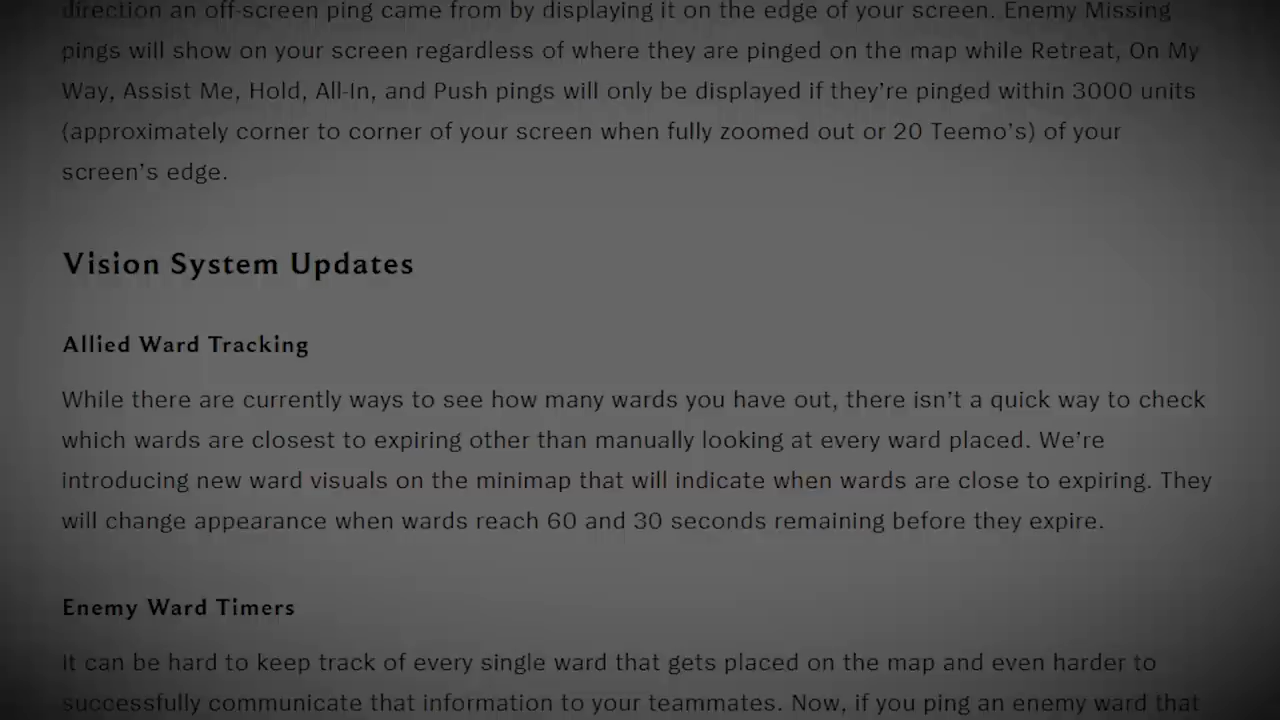 direction an off-screen ping came from by displaying it on the edge of your screen. Enemy Missing
pings will show on your screen regardless of where they are pinged on the map while Retreat, On My
Way, Assist Me, Hold, All-In, and Push pings will only be displayed if they’re pinged within 3000 units
(approximately corner to corner of your screen when fully zoomed out or 20 Teemo’s) of your
screen’s edge.
Vision System Updates
Allied Ward Tracking
While there are currently ways to see how many wards you have out, there isn’t a quick way to check
which wards are closest to expiring other than manually looking at every ward placed. We’re
introducing new ward visuals on the minimap that will indicate when wards are close to expiring. They
will change appearance when wards reach 60 and 30 seconds remaining before they expire.
Enemy Ward Timers
It can be hard to keep track of every single ward that gets placed on the map and even harder to
successfully communicate that information to your teammates. Now, if you ping an enemy ward that